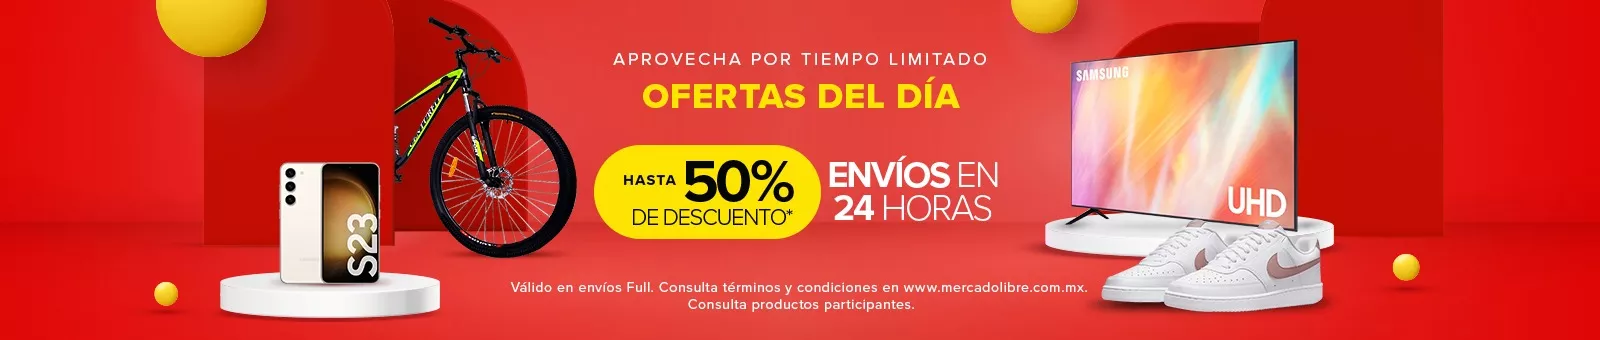 APROVECHA POR TIEMPO LIMITADO
OFERTAS DEL DÍA
HASTA 50%
DE DESCUENTO*
ENVÍOS EN
24 HORAS
Válido en envíos Full. Consulta términos y condiciones en www.mercadolibre.com.mx.
Consulta productos participantes.
S23
SAMSUNG
UHD